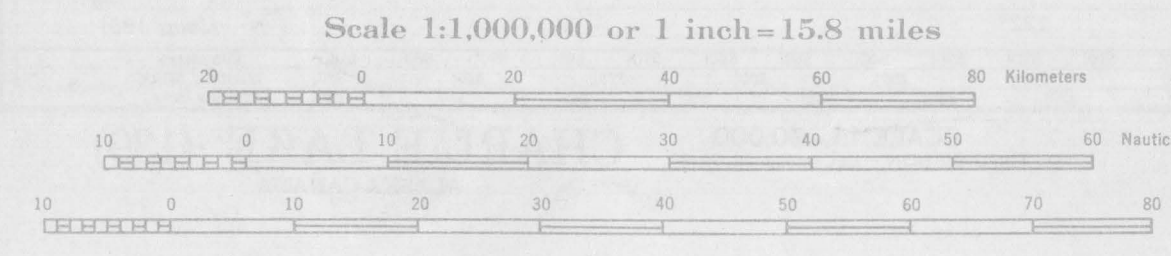 Scale 1:1,000,000 or 1 inch=15.8 miles
20 0 20 40 60 80 Kilometers
10 0 10 20 30 40 50 60 Nautic
10 0 10 20 30 40 50 60 70 80